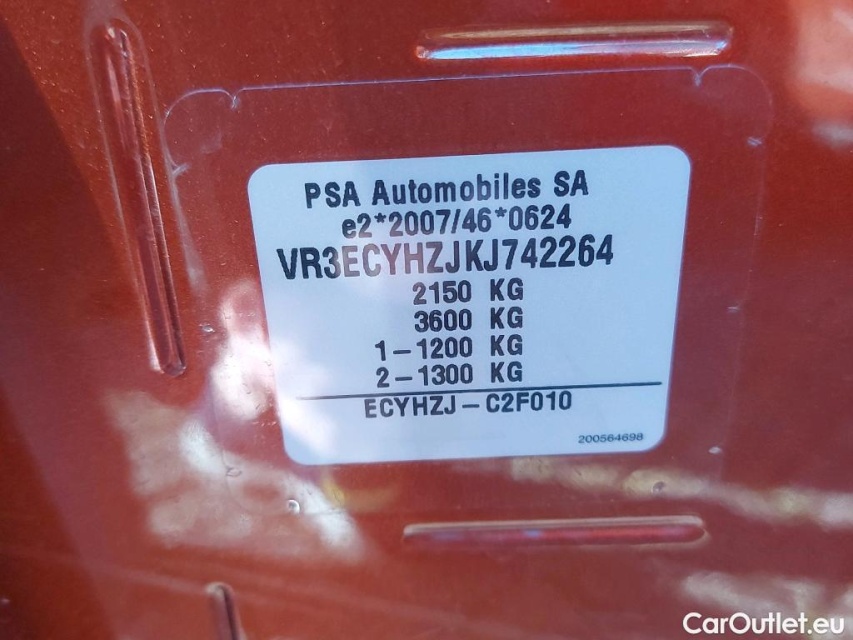 PSA Automobiles SA
e2*2007/46*0624
VR3ECYHZJKJ742264
2150 KG
3600 KG
1-1200 KG
2-1300 KG
ECYHZJ-C2F010
200564698
CarOutlet.eu